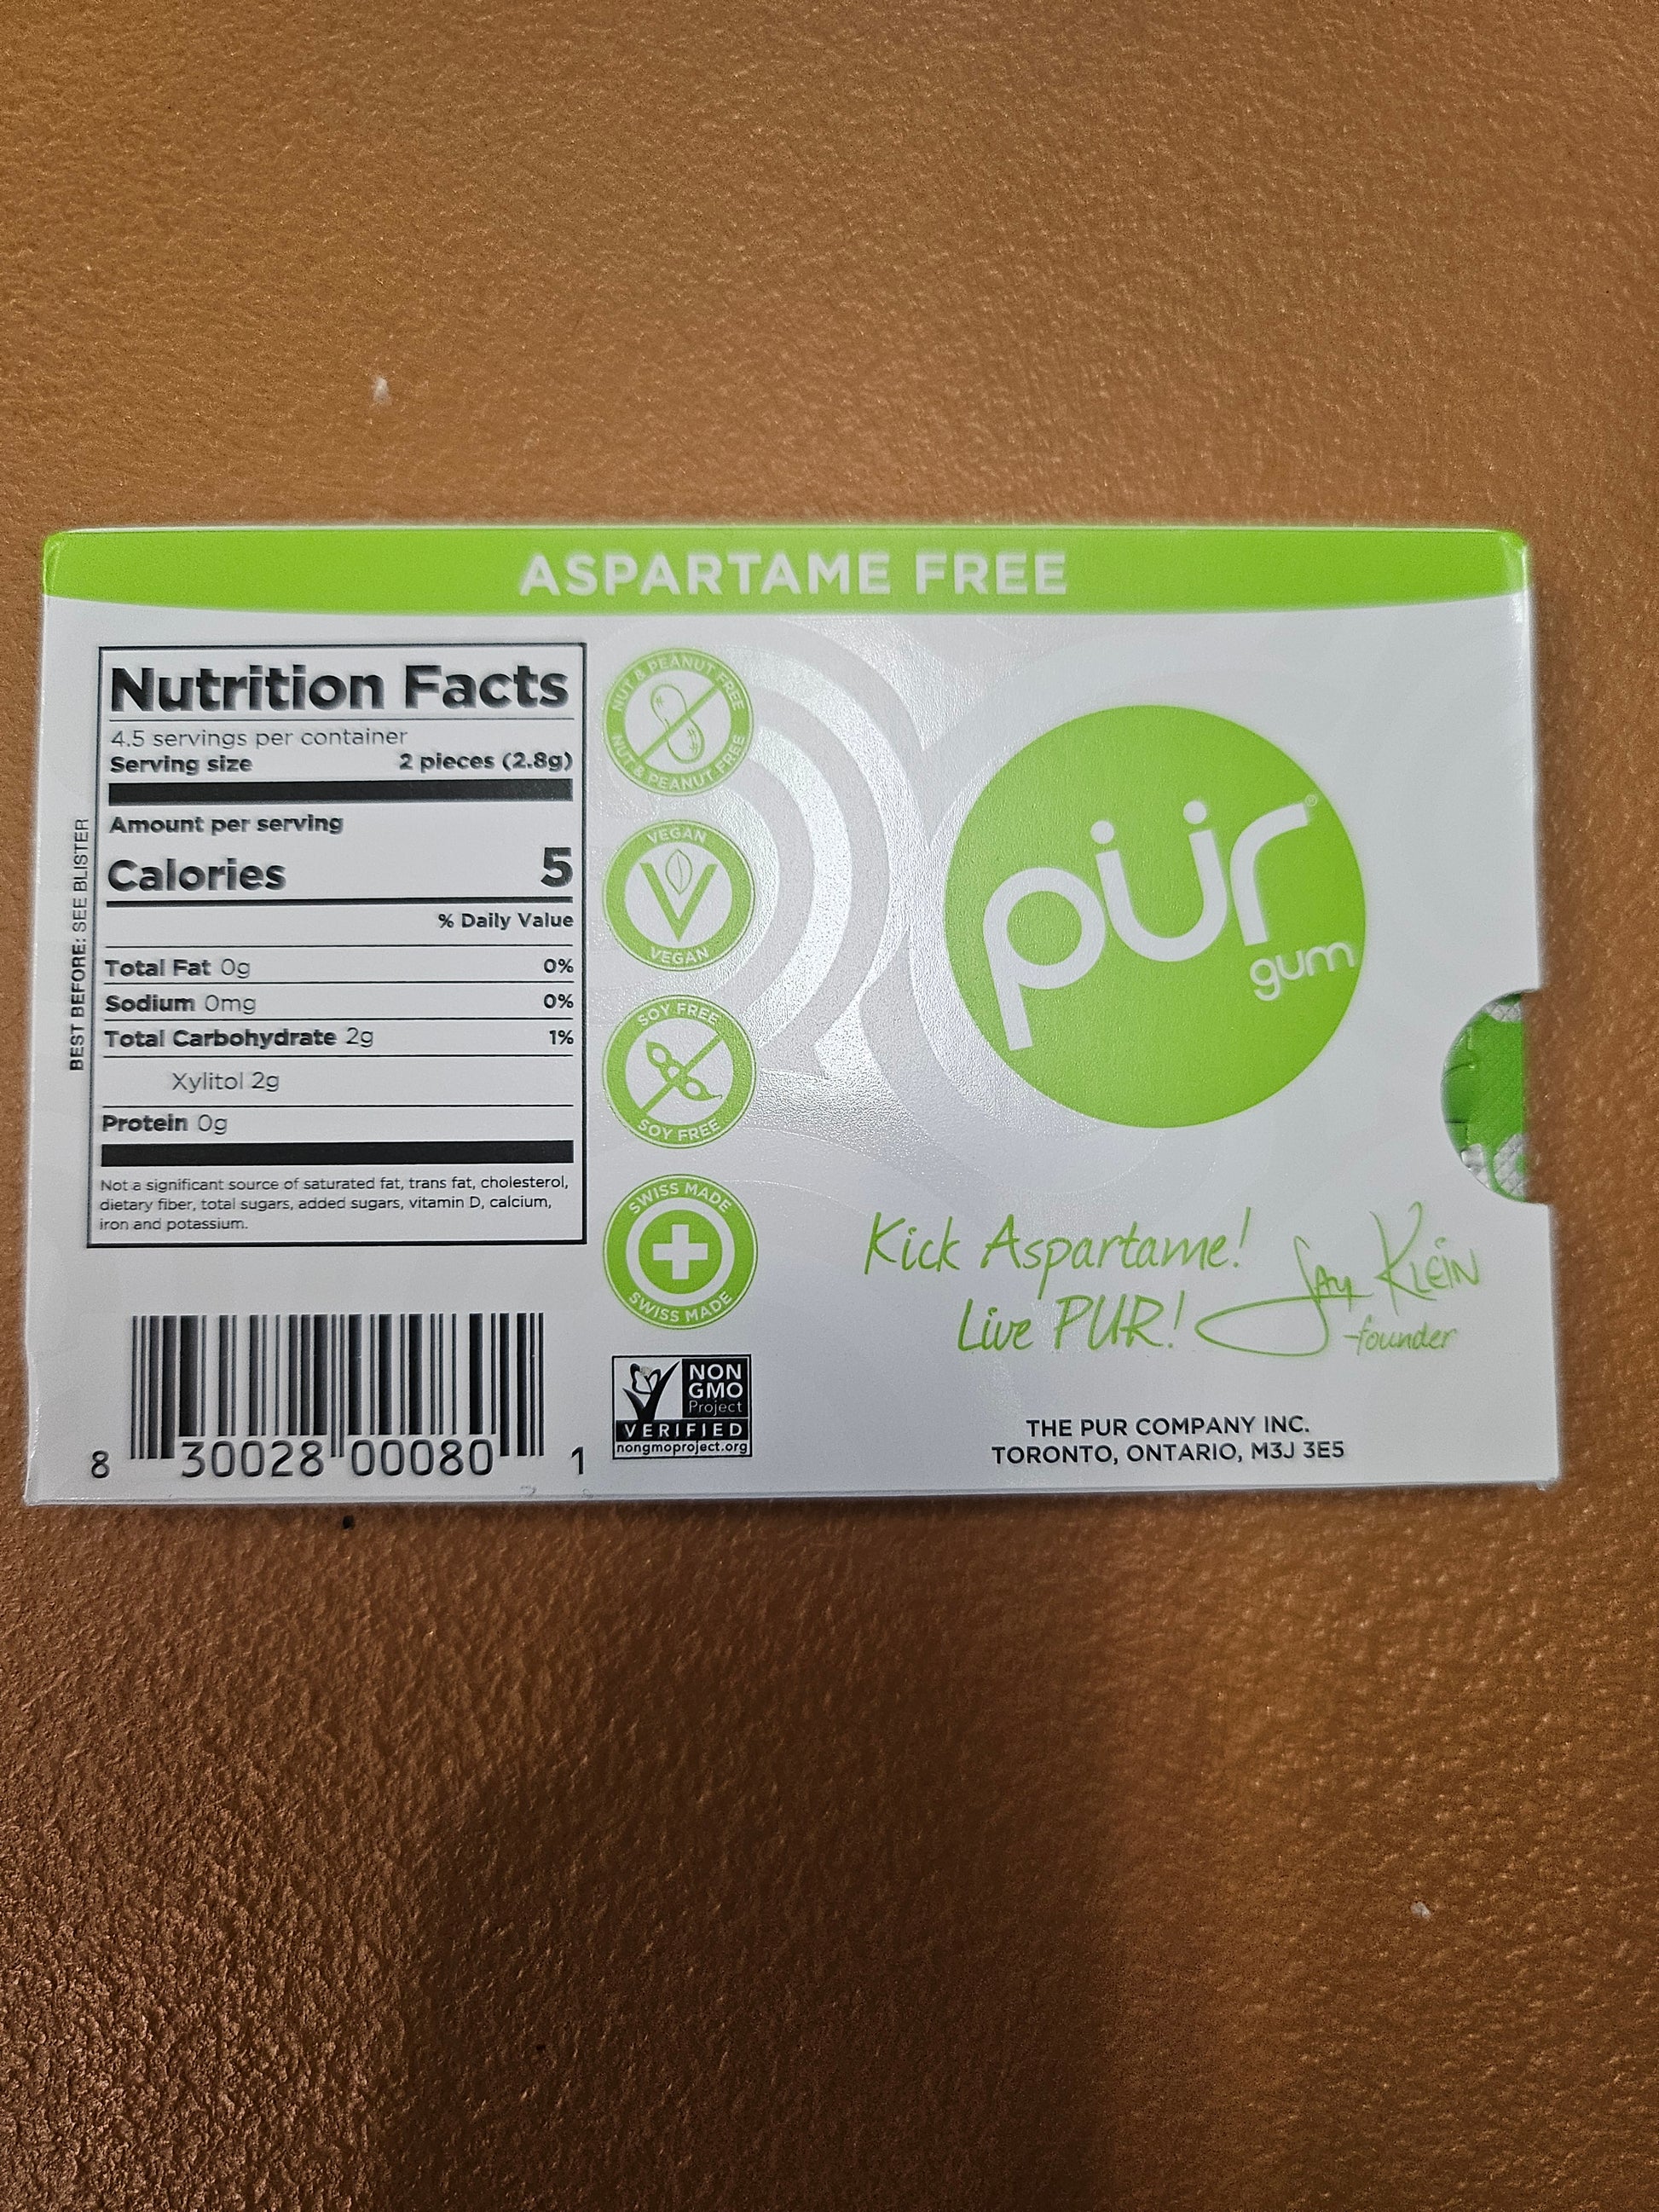 ASPARTAME FREE
Nutrition Facts
4.5 servings per container
Serving size 2 pieces (2.8g)
Amount per serving
Calories 5
% Daily Value
Total Fat 0g 0%
Sodium 0mg 0%
Total Carbohydrate 2g 1%
Xylitol 2g
Protein 0g
Not a significant source of saturated fat, trans fat, cholesterol,
dietary fiber, total sugars, added sugars, vitamin D, calcium,
iron and potassium.
BEST BEFORE: SEE BLISTER
8 30028 00080 1
NUT & PEANUT FREE
NUT & PEANUT FREE
VEGAN
VEGAN
SOY FREE
SOY FREE
SWISS MADE
SWISS MADE
NON
GMO
Project
VERIFIED
nongmoproject.org
pür®
gum
Kick Aspartame!
Live PUR!
Jay Klein
-founder
THE PUR COMPANY INC.
TORONTO, ONTARIO, M3J 3E5